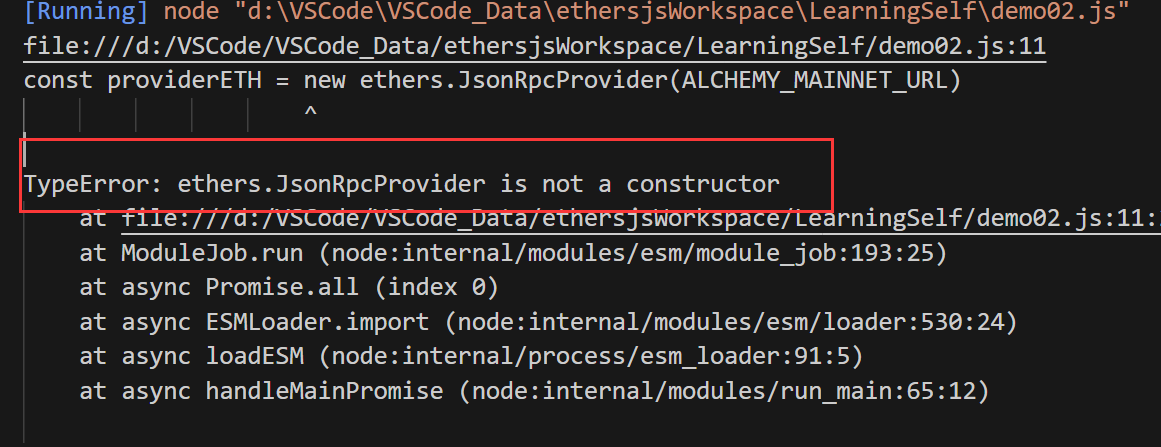 [Running] node "d:\VSCode\VSCode_Data\ethersjsWorkspace\LearningSelf\demo02.js"
file:///d:/VSCode/VSCode_Data/ethersjsWorkspace/LearningSelf/demo02.js:11
const providerETH = new ethers.JsonRpcProvider(ALCHEMY_MAINNET_URL)
^
TypeError: ethers.JsonRpcProvider is not a constructor
at file:///d:/VSCode/VSCode_Data/ethersjsWorkspace/LearningSelf/demo02.js:11:
at ModuleJob.run (node:internal/modules/esm/module_job:193:25)
at async Promise.all (index 0)
at async ESMLoader.import (node:internal/modules/esm/loader:530:24)
at async loadESM (node:internal/process/esm_loader:91:5)
at async handleMainPromise (node:internal/modules/run_main:65:12)